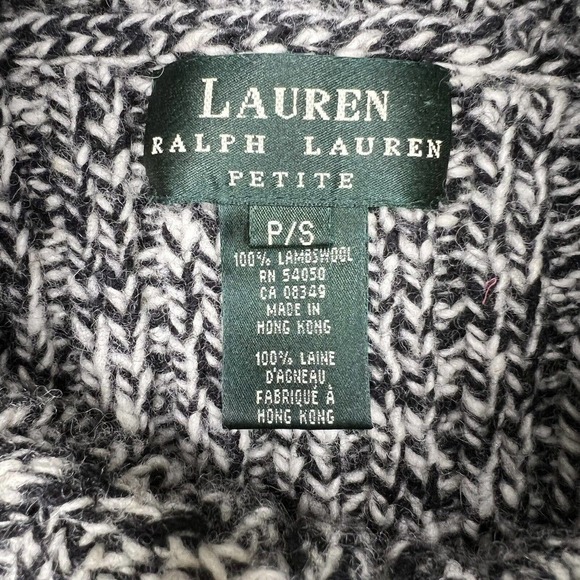 LAUREN
RALPH LAUREN
PETITE
P/S
100% LAMBSWOOL
RN 54050
CA 08349
MADE IN
HONG KONG
100% LAINE
D'AGNEAU
FABRIQUÉ À
HONG KONG